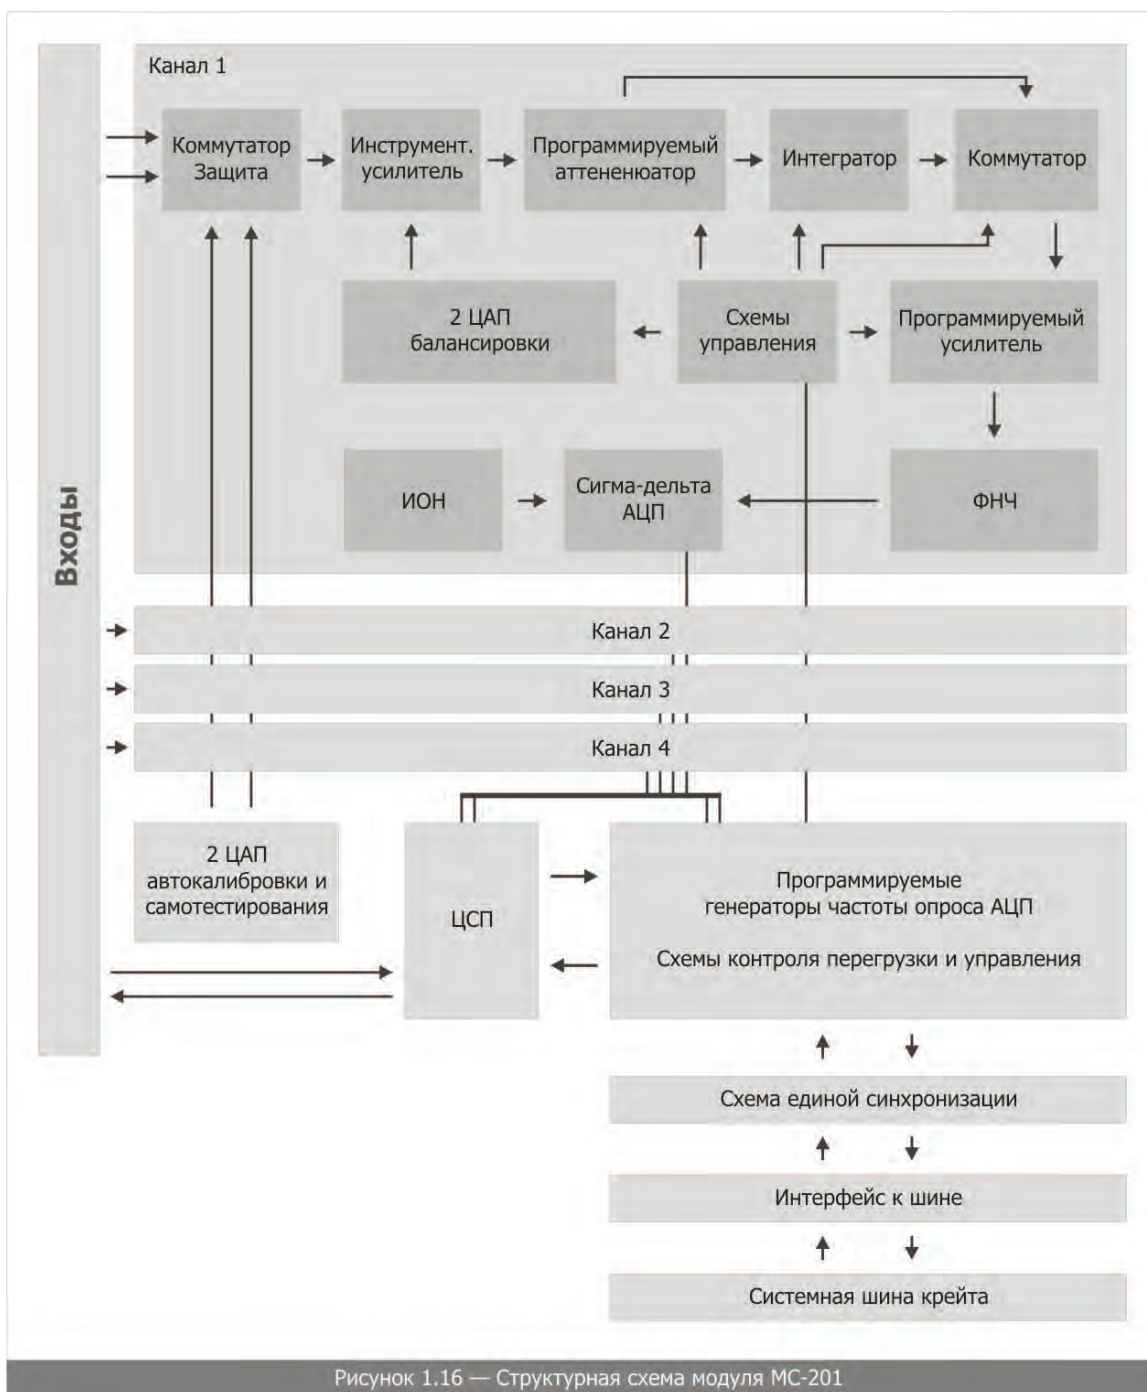 Входы
Канал 1
Коммутатор
Защита
Инструмент.
усилитель
Программируемый
аттененюатор
Интегратор
Коммутатор
2 ЦАП
балансировки
Схемы
управления
Программируемый
усилитель
ИОН
Сигма-дельта
АЦП
ФНЧ
Канал 2
Канал 3
Канал 4
2 ЦАП
автокалибровки и
самотестирования
ЦСП
Программируемые
генераторы частоты опроса АЦП
Схемы контроля перегрузки и управления
Схема единой синхронизации
Интерфейс к шине
Системная шина крейта
Рисунок 1.16 — Структурная схема модуля МС-201